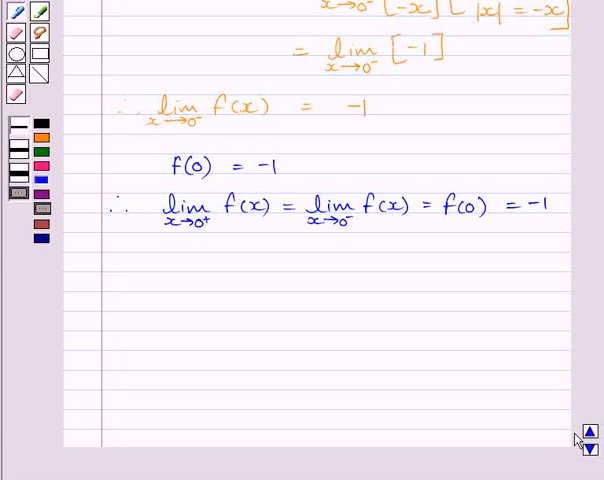 x→0⁻ [-x] [ |x| = -x ]
= lim x→0⁻ [-1]
∴ lim x→0⁻ f(x) = -1
f(0) = -1
∴ lim x→0⁺ f(x) = lim x→0⁻ f(x) = f(0) = -1